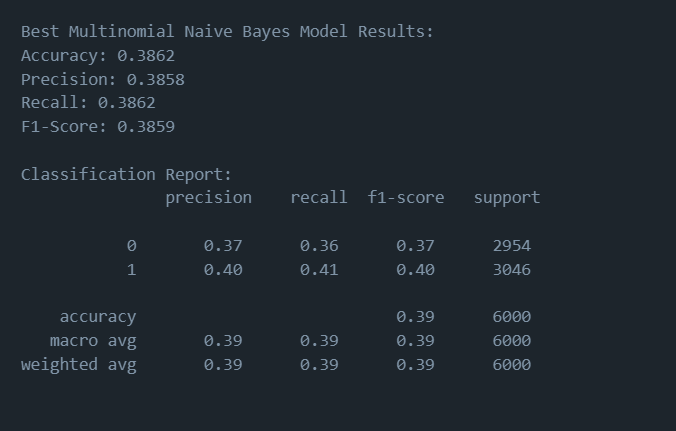 Best Multinomial Naive Bayes Model Results:
Accuracy: 0.3862
Precision: 0.3858
Recall: 0.3862
F1-Score: 0.3859
Classification Report:
precision recall f1-score support
0 0.37 0.36 0.37 2954
1 0.40 0.41 0.40 3046
accuracy 0.39 6000
macro avg 0.39 0.39 0.39 6000
weighted avg 0.39 0.39 0.39 6000